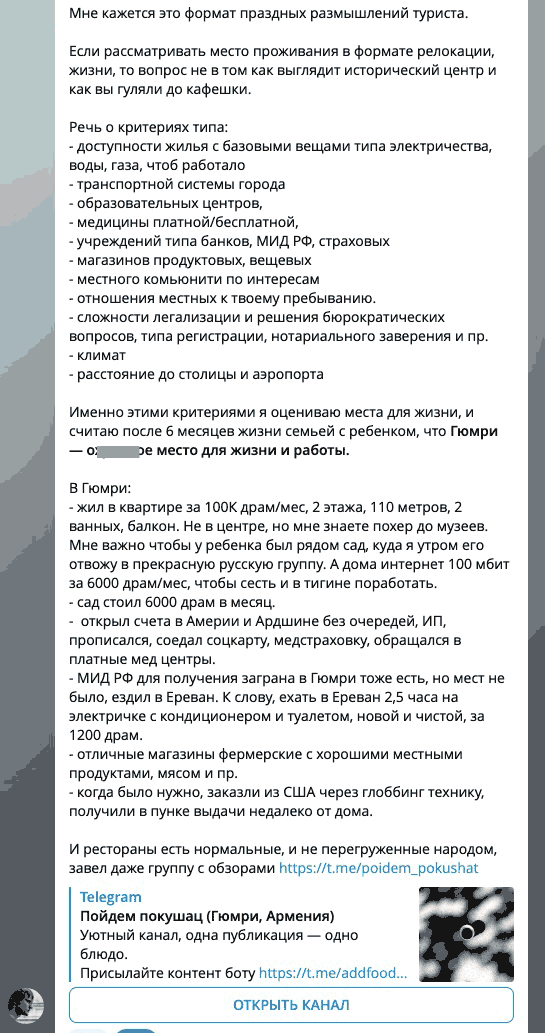 Мне кажется это формат праздных размышлений туриста.
Если рассматривать место проживания в формате релокации,
жизни, то вопрос не в том как выглядит исторический центр и
как вы гуляли до кафешки.
Речь о критериях типа:
- доступности жилья с базовыми вещами типа электричества,
воды, газа, чтоб работало
- транспортной системы города
- образовательных центров,
- медицины платной/бесплатной,
- учреждений типа банков, МИД РФ, страховых
- магазинов продуктовых, вещевых
- местного комьюнити по интересам
- отношения местных к твоему пребыванию.
- сложности легализации и решения бюрократических
вопросов, типа регистрации, нотариального заверения и пр.
- климат
- расстояние до столицы и аэропорта
Именно этими критериями я оцениваю места для жизни, и
считаю после 6 месяцев жизни семьей с ребенком, что Гюмри
— место для жизни и работы.
В Гюмри:
- жил в квартире за 100К драм/мес, 2 этажа, 110 метров, 2
ванных, балкон. Не в центре, но мне знаете похер до музеев.
Мне важно чтобы у ребенка был рядом сад, куда я утром его
отвожу в прекрасную русскую группу. А дома интернет 100 мбит
за 6000 драм/мес, чтобы сесть и в тигине поработать.
- сад стоил 6000 драм в месяц.
- открыл счета в Америи и Ардшине без очередей, ИП,
прописался, соедал соцкарту, медстраховку, обращался в
платные мед центры.
- МИД РФ для получения заграна в Гюмри тоже есть, но мест не
было, ездил в Ереван. К слову, ехать в Ереван 2,5 часа на
электричке с кондиционером и туалетом, новой и чистой, за
1200 драм.
- отличные магазины фермерские с хорошими местными
продуктами, мясом и пр.
- когда было нужно, заказли из США через глоббинг технику,
получили в пунке выдачи недалеко от дома.
И рестораны есть нормальные, и не перегруженные народом,
завел даже группу с обзорами https://t.me/poidem_pokushat
Telegram
Пойдем покушац (Гюмри, Армения)
Уютный канал, одна публикация — одно
блюдо.
Присылайте контент боту https://t.me/addfood...
ОТКРЫТЬ КАНАЛ